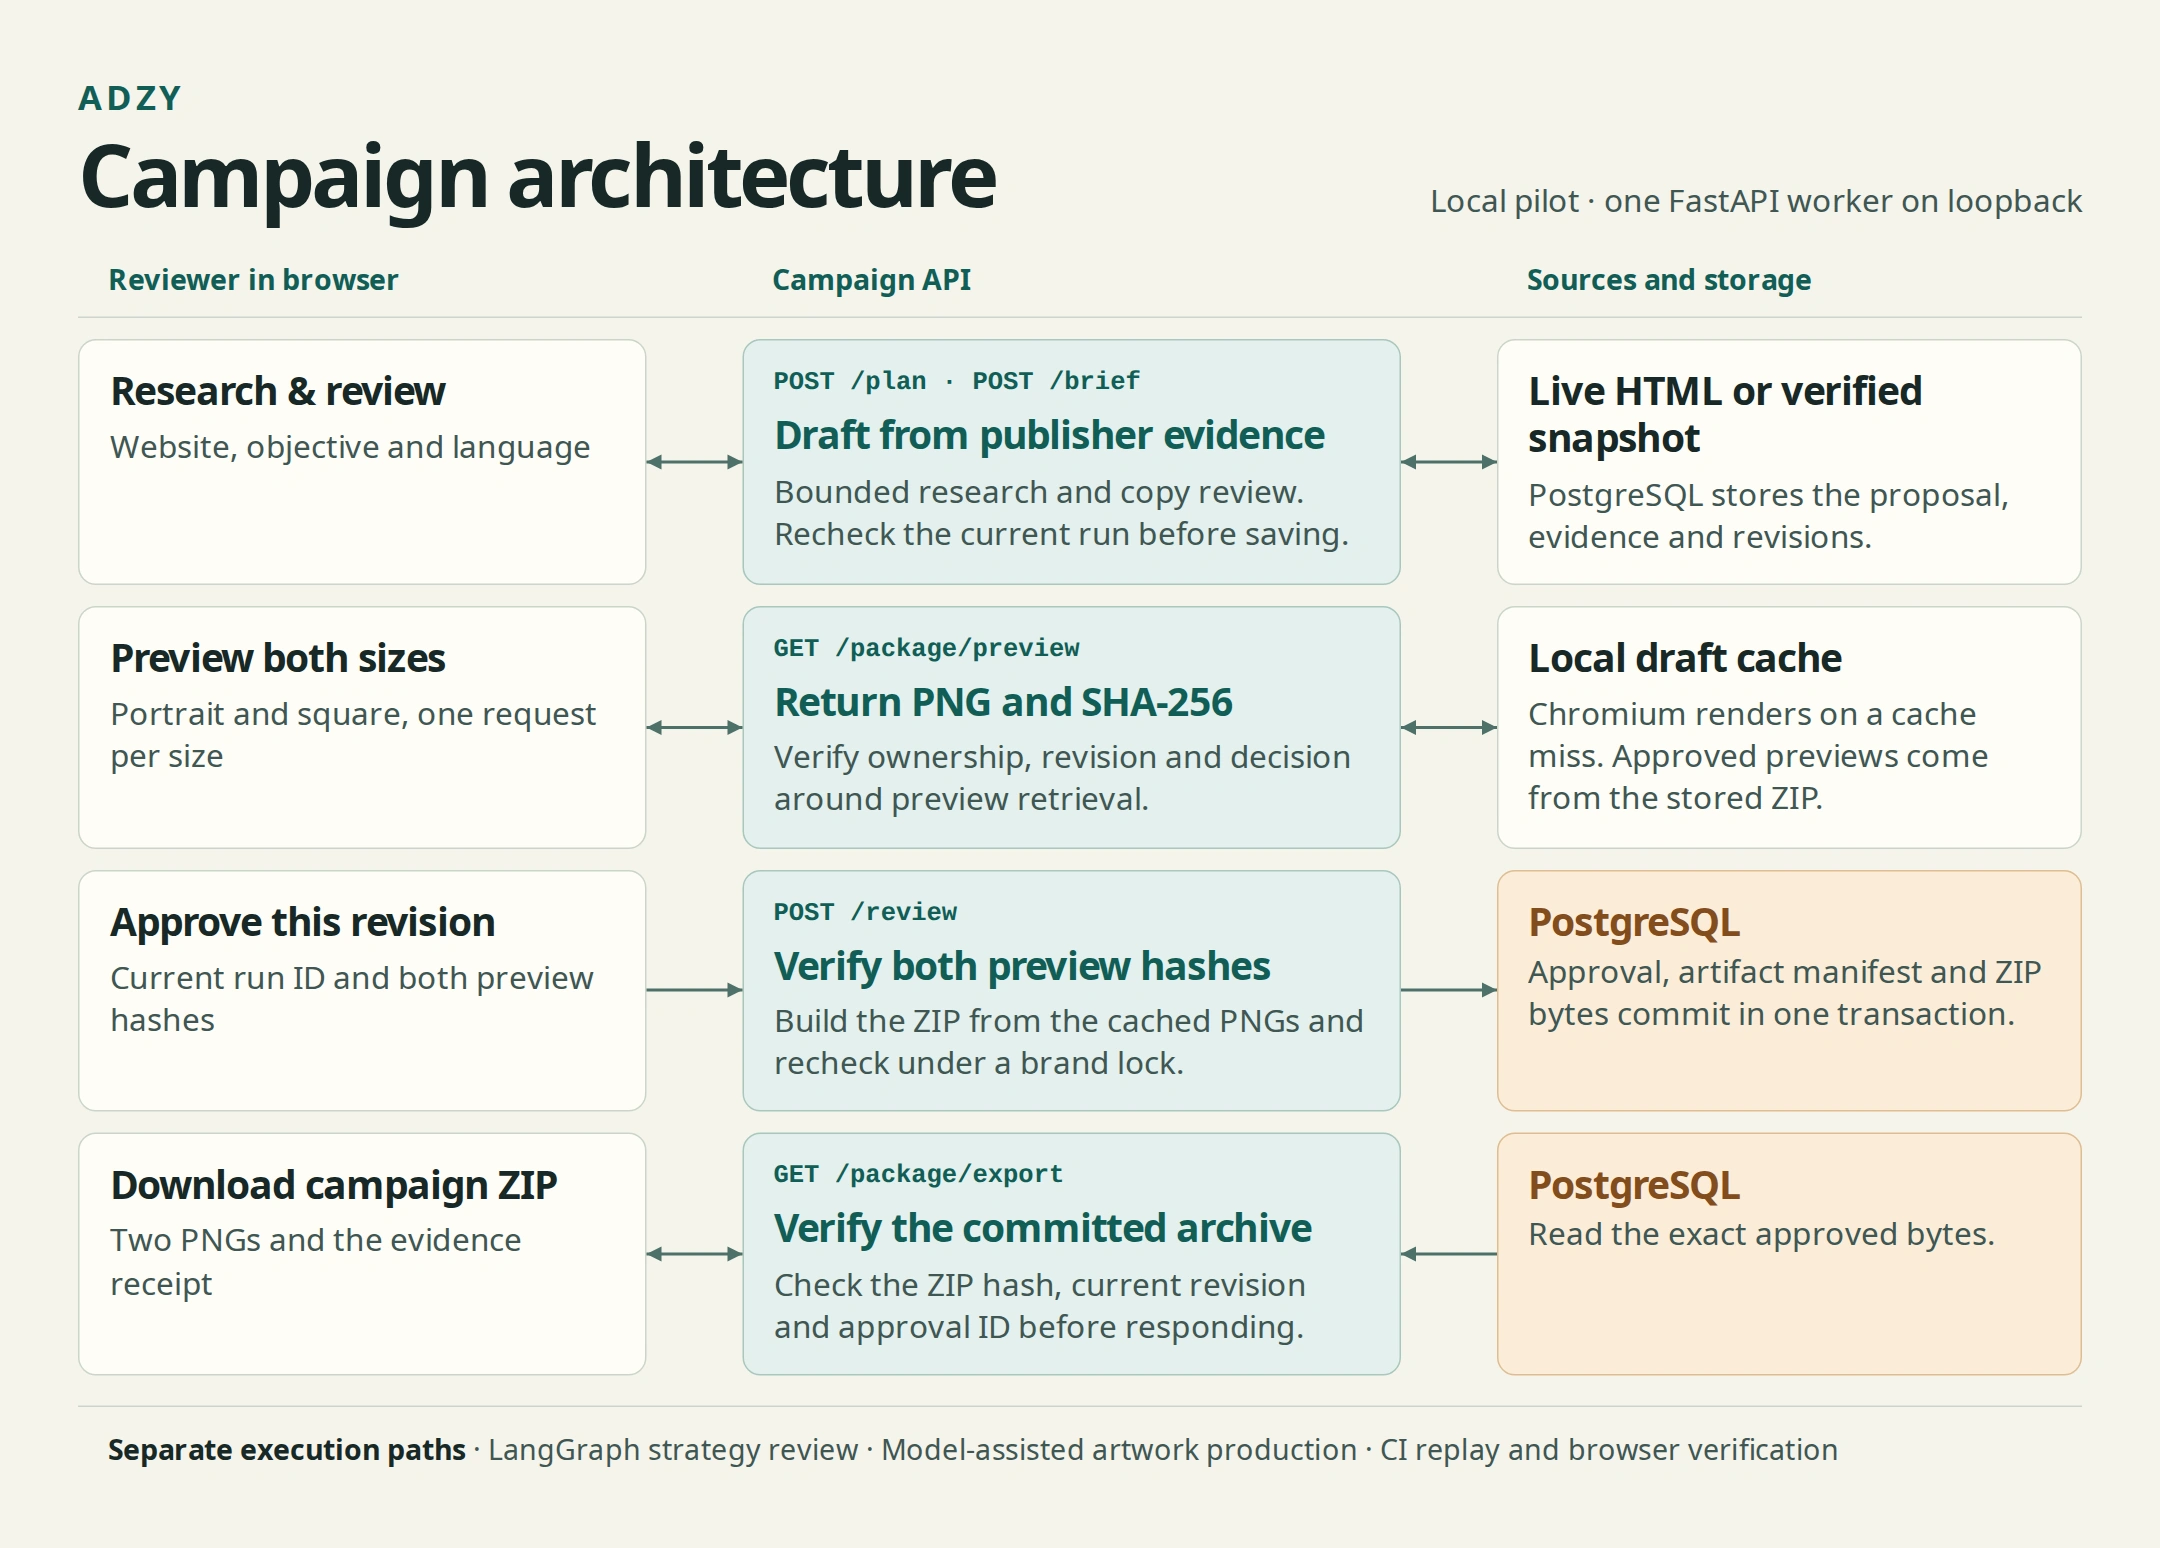 ADZY
Campaign architecture
Local pilot · one FastAPI worker on loopback
Reviewer in browser
Campaign API
Sources and storage
Research & review
Website, objective and language
POST /plan · POST /brief
Draft from publisher evidence
Bounded research and copy review.
Recheck the current run before saving.
Live HTML or verified
snapshot
PostgreSQL stores the proposal,
evidence and revisions.
Preview both sizes
Portrait and square, one request
per size
GET /package/preview
Return PNG and SHA-256
Verify ownership, revision and decision
around preview retrieval.
Local draft cache
Chromium renders on a cache
miss. Approved previews come
from the stored ZIP.
Approve this revision
Current run ID and both preview
hashes
POST /review
Verify both preview hashes
Build the ZIP from the cached PNGs and
recheck under a brand lock.
PostgreSQL
Approval, artifact manifest and ZIP
bytes commit in one transaction.
Download campaign ZIP
Two PNGs and the evidence
receipt
GET /package/export
Verify the committed archive
Check the ZIP hash, current revision
and approval ID before responding.
PostgreSQL
Read the exact approved bytes.
Separate execution paths · LangGraph strategy review · Model-assisted artwork production · CI replay and browser verification